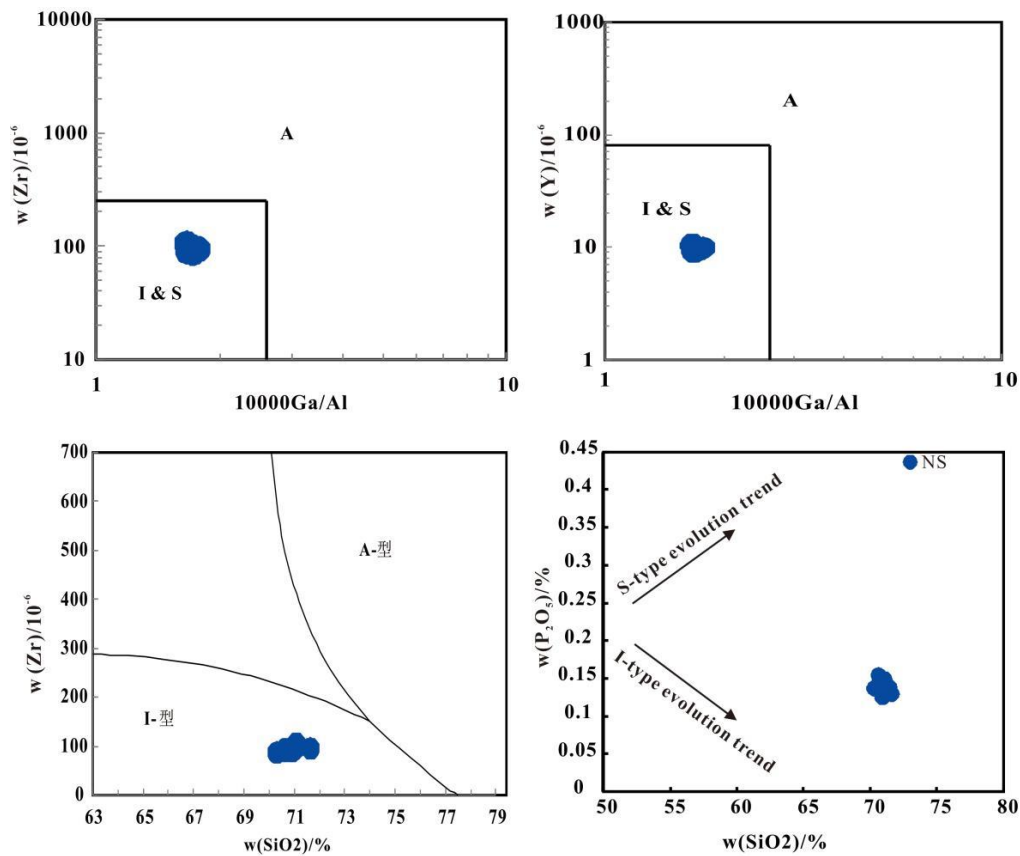 10000
1000
100
10
w (Zr)/10⁻⁶
A
I & S
1
10
10000Ga/Al
1000
100
10
1
w (Y)/10⁻⁶
A
I & S
1
10
10000Ga/Al
700
600
500
400
300
200
100
0
w (Zr)/10⁻⁶
A-型
I-型
63 65 67 69 71 73 75 77 79
w(SiO2)/%
0.45
0.4
0.35
0.3
0.25
0.2
0.15
0.1
0.05
0
w(P₂O₅)/%
NS
S-type evolution trend
I-type evolution trend
50 55 60 65 70 75 80
w(SiO2)/%